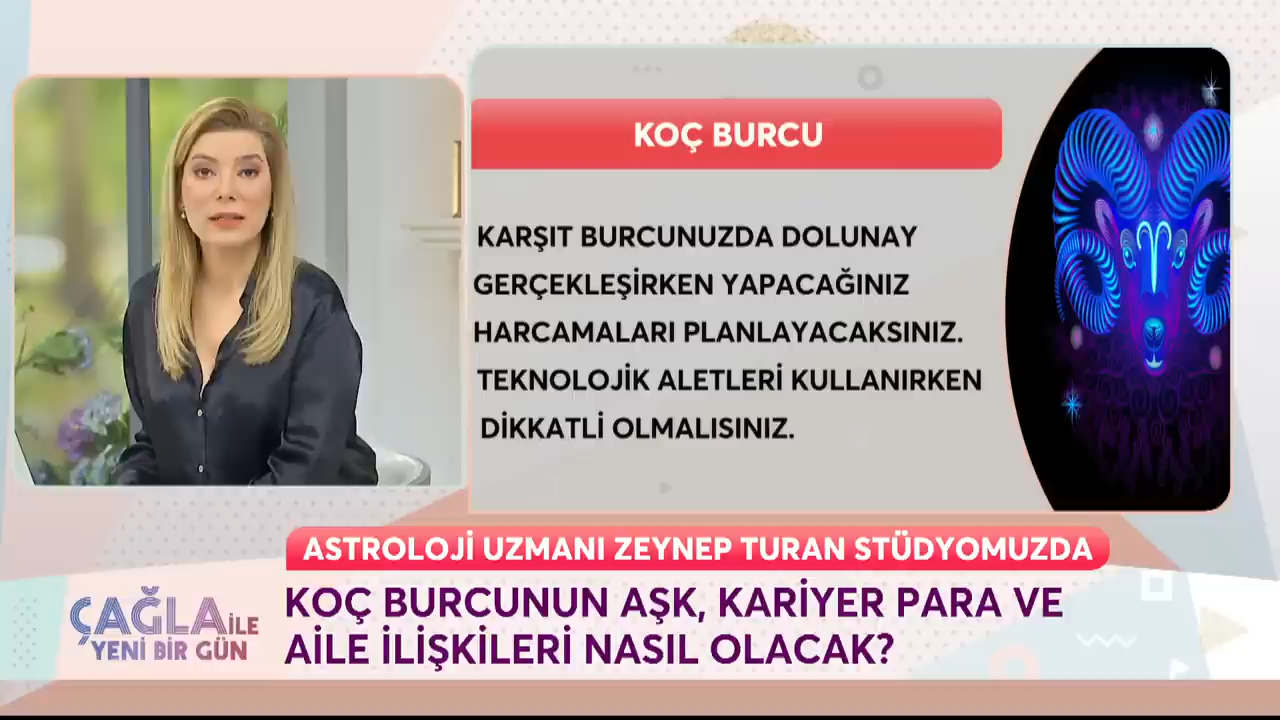 KOÇ BURCU
KARŞIT BURCUNUZDA DOLUNAY
GERÇEKLEŞİRKEN YAPACAĞINIZ
HARCAMALARI PLANLAYACAKSINIZ.
TEKNOLOJİK ALETLERİ KULLANIRKEN
DİKKATLİ OLMALISINIZ.
ASTROLOJİ UZMANI ZEYNEP TURAN STÜDYOMUZDA
KOÇ BURCUNUN AŞK, KARİYER PARA VE
AİLE İLİŞKİLERİ NASIL OLACAK?
ÇAĞLA İLE
YENİ BİR GÜN